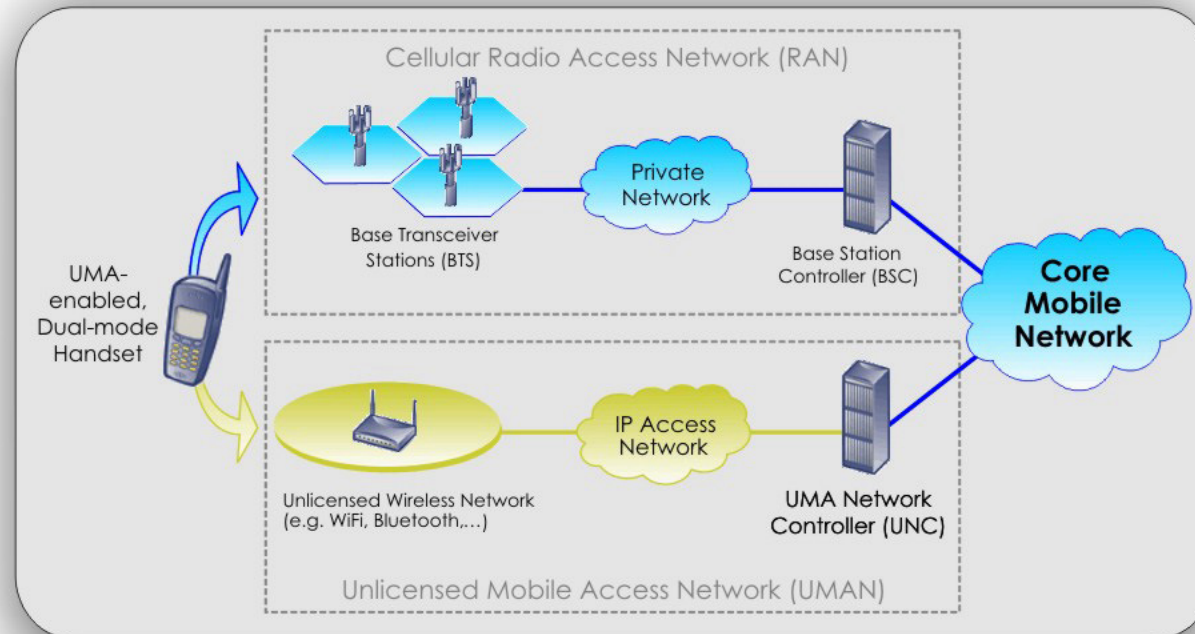 Cellular Radio Access Network (RAN)
Private
Network
Base Transceiver
Stations (BTS)
Base Station
Controller (BSC)
UMA-
enabled,
Dual-mode
Handset
Core
Mobile
Network
IP Access
Network
Unlicensed Wireless Network
(e.g. WiFi, Bluetooth,...)
UMA Network
Controller (UNC)
Unlicensed Mobile Access Network (UMAN)